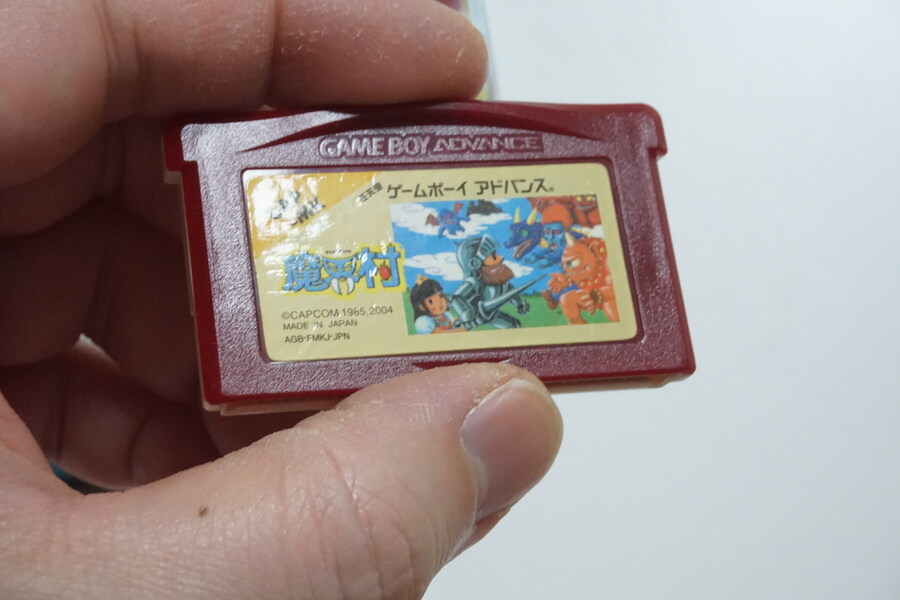 GAME BOY ADVANCE
ゲームボーイ アドバンス®
魔界村
©CAPCOM 1985,2004
MADE IN JAPAN
AGB-FMKJ-JPN